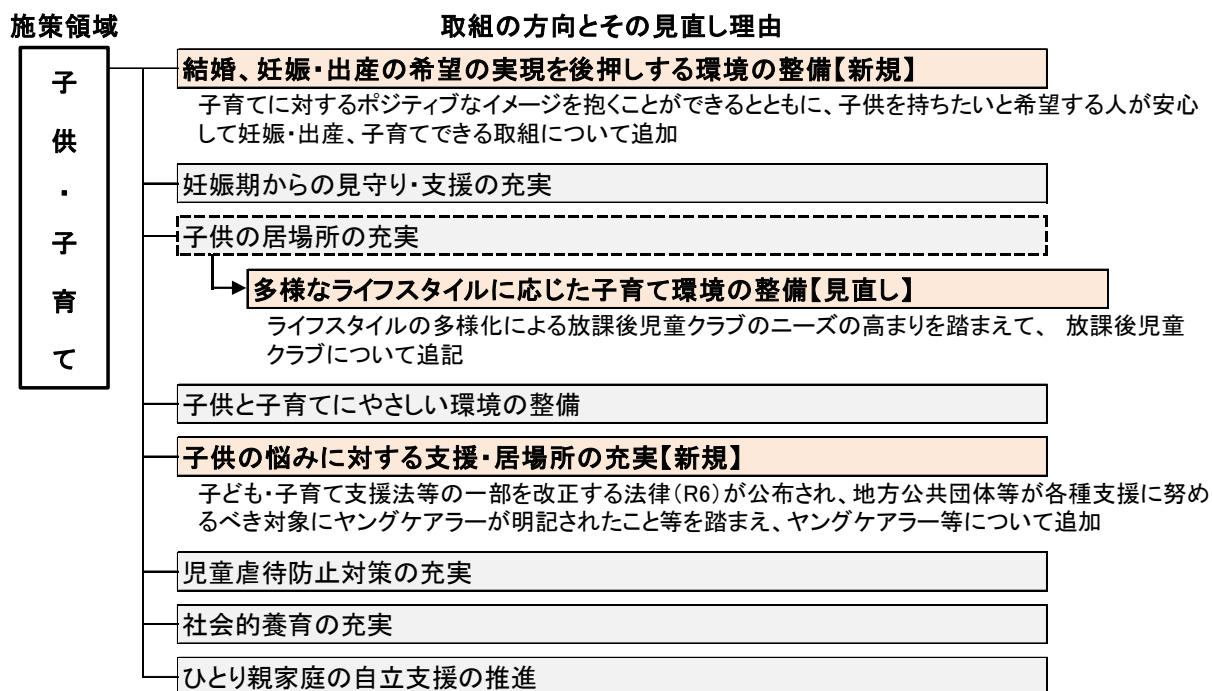 施策領域
取組の方向とその見直し理由
子供・子育て
結婚、妊娠・出産の希望の実現を後押しする環境の整備【新規】
子育てに対するポジティブなイメージを抱くことができるとともに、子供を持ちたいと希望する人が安心
して妊娠・出産、子育てできる取組について追加
妊娠期からの見守り・支援の充実
子供の居場所の充実
多様なライフスタイルに応じた子育て環境の整備【見直し】
ライフスタイルの多様化による放課後児童クラブのニーズの高まりを踏まえて、 放課後児童
クラブについて追記
子供と子育てにやさしい環境の整備
子供の悩みに対する支援・居場所の充実【新規】
子ども・子育て支援法等の一部を改正する法律(R6)が公布され、地方公共団体等が各種支援に努め
るべき対象にヤングケアラーが明記されたこと等を踏まえ、ヤングケアラー等について追加
児童虐待防止対策の充実
社会的養育の充実
ひとり親家庭の自立支援の推進